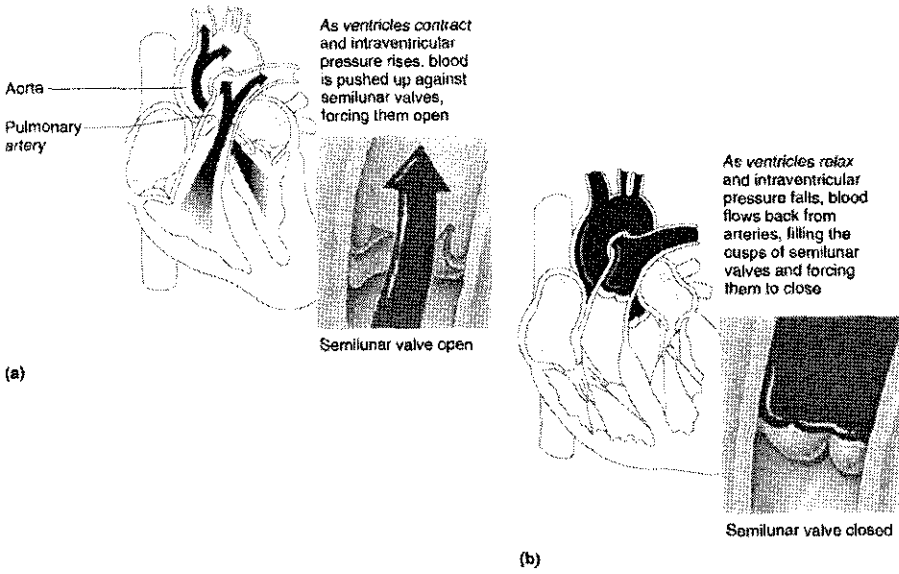 As ventricles contract
and intraventricular
pressure rises, blood
is pushed up against
semilunar valves,
forcing them open
Aorta
Pulmonary
artery
Semilunar valve open
(a)
As ventricles relax
and intraventricular
pressure falls, blood
flows back from
arteries, filling the
cusps of semilunar
valves and forcing
them to close
Semilunar valve closed
(b)